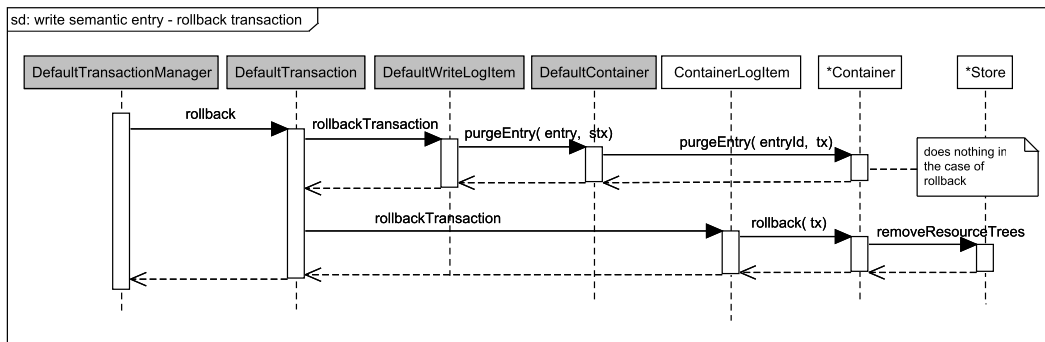 sd: write semantic entry - rollback transaction
DefaultTransactionManager
DefaultTransaction
DefaultWriteLogItem
DefaultContainer
ContainerLogItem
*Container
*Store
rollback
rollbackTransaction
purgeEntry( entry, stx)
purgeEntry( entryId, tx)
does nothing in
the case of
rollback
rollbackTransaction
rollback( tx)
removeResourceTrees